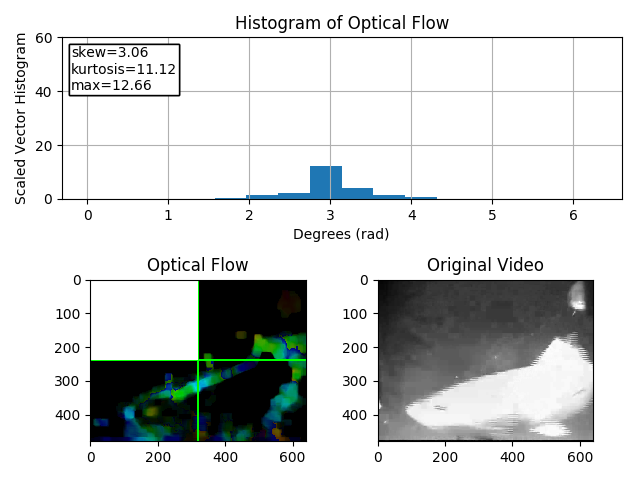 Histogram of Optical Flow
Scaled Vector Histogram
60
40
20
0
skew=3.06
kurtosis=11.12
max=12.66
0 1 2 3 4 5 6
Degrees (rad)
Optical Flow
0
100
200
300
400
0 200 400 600
Original Video
0
100
200
300
400
0 200 400 600